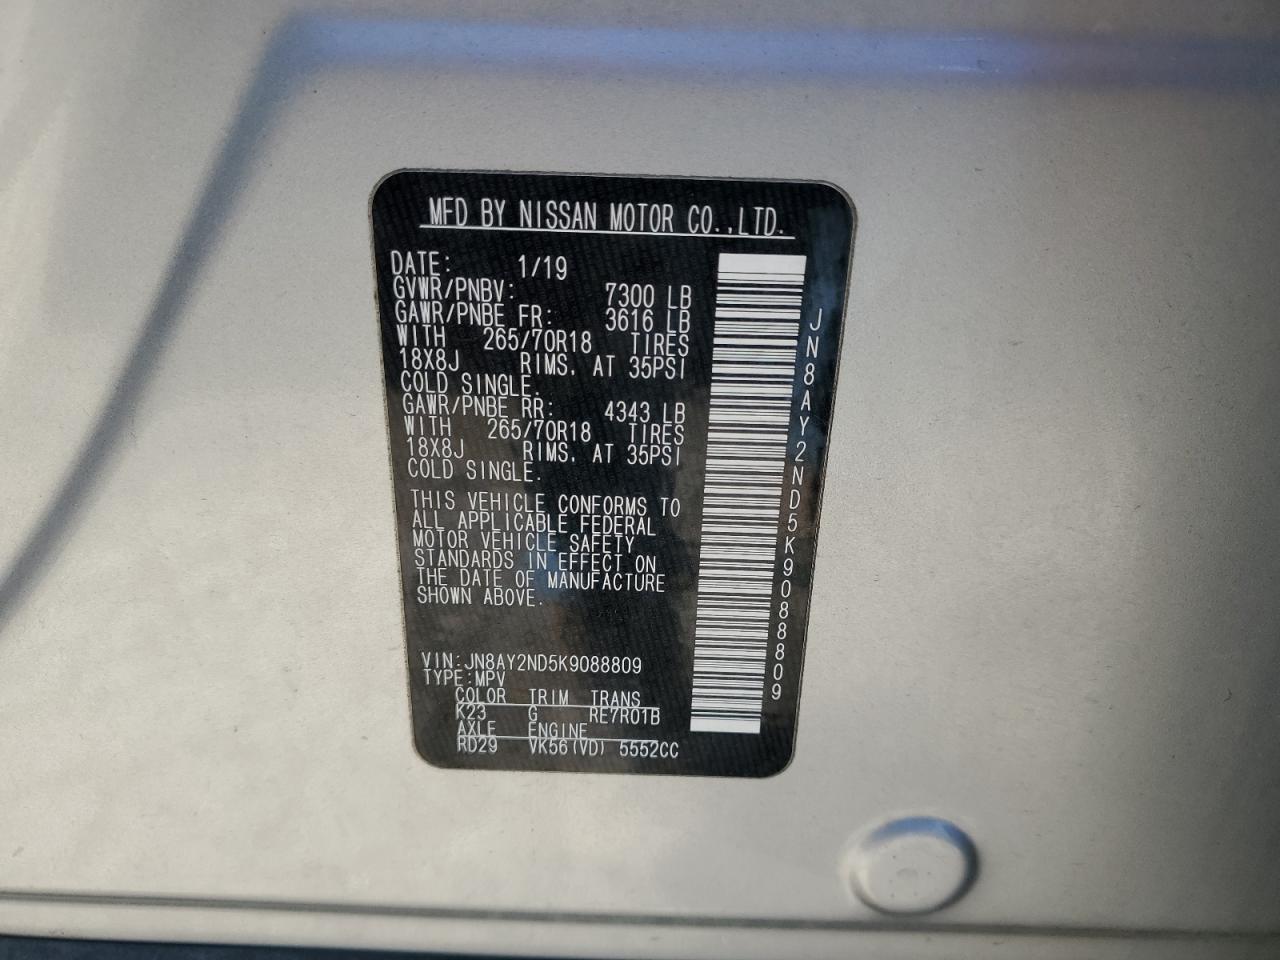 MFD BY NISSAN MOTOR CO.,LTD.
DATE: 1/19
GVWR/PNBV: 7300 LB
GAWR/PNBE FR: 3616 LB
WITH 265/70R18 TIRES
18X8J RIMS. AT 35PSI
COLD SINGLE.
GAWR/PNBE RR: 4343 LB
WITH 265/70R18 TIRES
18X8J RIMS. AT 35PSI
COLD SINGLE.
THIS VEHICLE CONFORMS TO
ALL APPLICABLE FEDERAL
MOTOR VEHICLE SAFETY
STANDARDS IN EFFECT ON
THE DATE OF MANUFACTURE
SHOWN ABOVE.
VIN:JN8AY2ND5K9088809
TYPE:MPV
COLOR TRIM TRANS
K23 G RE7R01B
AXLE ENGINE
RD29 VK56(VD) 5552CC
JN8AY2ND5K9088809